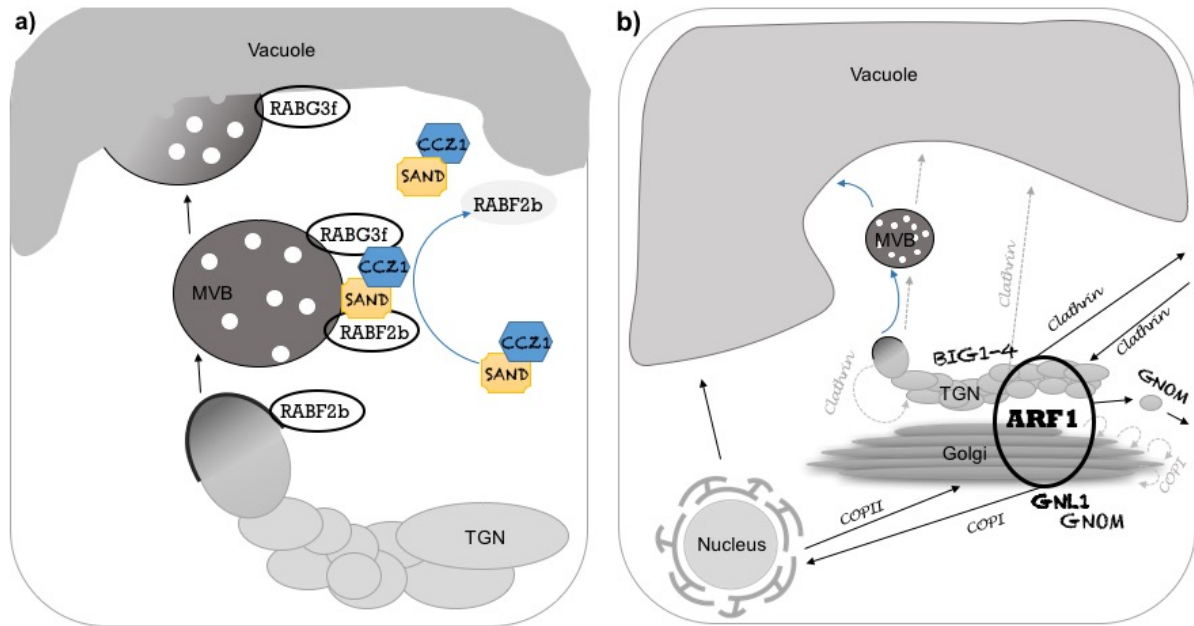 a)
Vacuole
RABG3f
CCZ1
SAND
RABF2b
RABG3f
CCZ1
MVB
SAND
RABF2b
CCZ1
SAND
RABF2b
TGN
b)
Vacuole
MVB
Clathrin
Clathrin
Clathrin
Clathrin
BIG1-4
TGN
GNOM
ARF1
Golgi
COPI
GNL1
GNOM
COPII
COPI
Nucleus